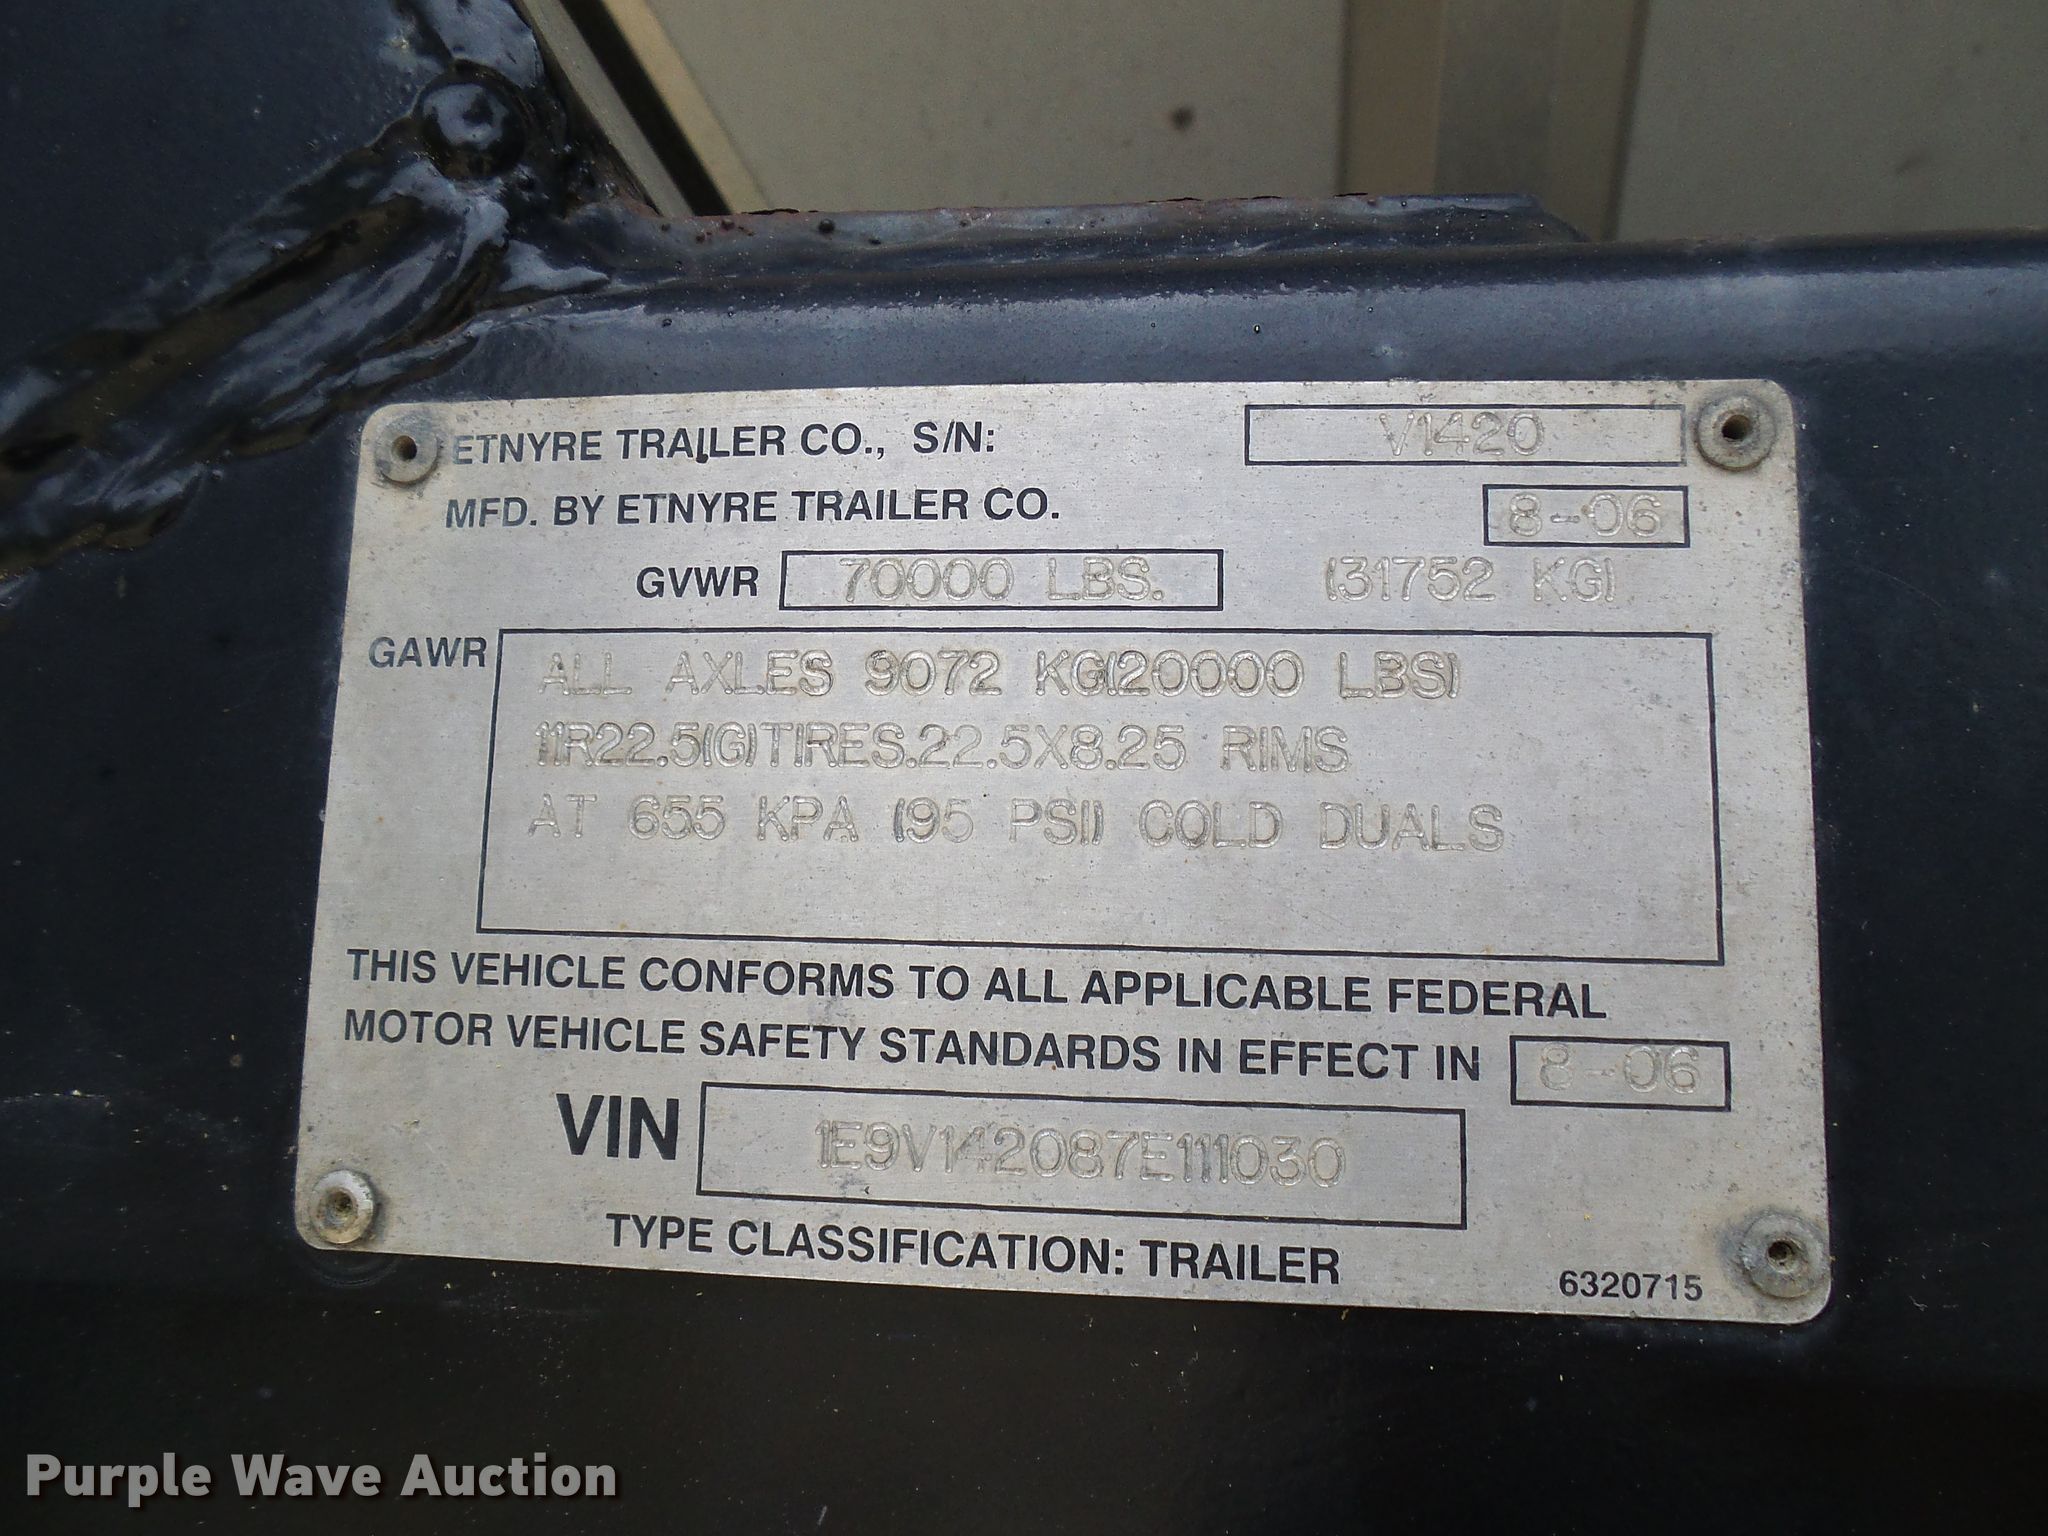 ETNYRE TRAILER CO., S/N: V1420
MFD. BY ETNYRE TRAILER CO. 8-06
GVWR 70000 LBS. (31752 KG)
GAWR ALL AXLES 9072 KG(20000 LBS)
11R22.5(G)TIRES.22.5X8.25 RIMS
AT 655 KPA (95 PSI) COLD DUALS
THIS VEHICLE CONFORMS TO ALL APPLICABLE FEDERAL
MOTOR VEHICLE SAFETY STANDARDS IN EFFECT IN 8-06
VIN 1E9V142087E111030
TYPE CLASSIFICATION: TRAILER
6320715
Purple Wave Auction